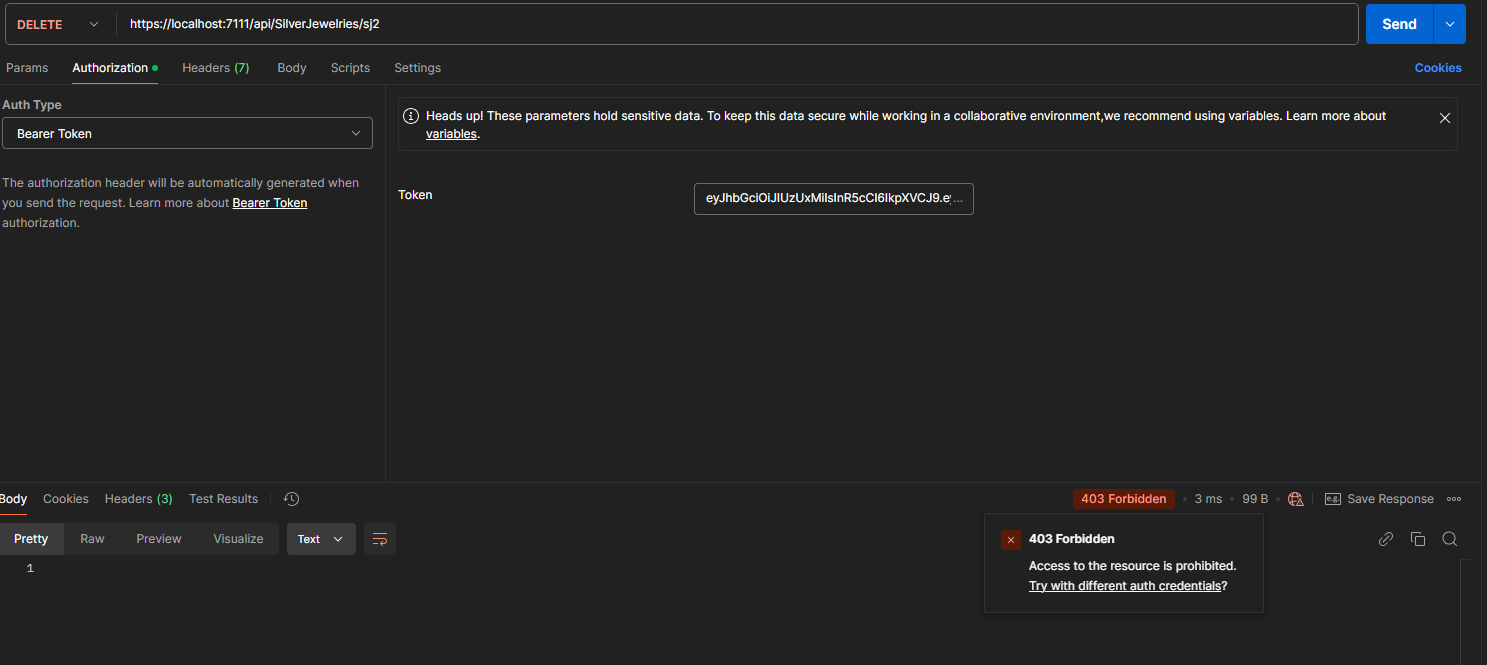 DELETE
https://localhost:7111/api/SilverJewelries/sj2
Send
Params Authorization Headers (7) Body Scripts Settings
Cookies
Auth Type
Bearer Token
The authorization header will be automatically generated when
you send the request. Learn more about Bearer Token
authorization.
Heads up! These parameters hold sensitive data. To keep this data secure while working in a collaborative environment,we recommend using variables. Learn more about
variables.
Token
eyJhbGciOiJIUzUxMiIsInR5cCI6IkpXVCJ9.ey...
Body Cookies Headers (3) Test Results
403 Forbidden • 3 ms • 99 B • e.g. Save Response
Pretty Raw Preview Visualize Text
1
403 Forbidden
Access to the resource is prohibited.
Try with different auth credentials?